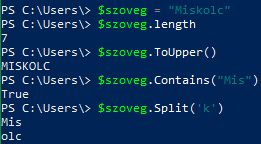 PS C:\Users\> $szoveg = "Miskolc"
PS C:\Users\> $szoveg.length
7
PS C:\Users\> $szoveg.ToUpper()
MISKOLC
PS C:\Users\> $szoveg.Contains("Mis")
True
PS C:\Users\> $szoveg.Split('k')
Mis
olc